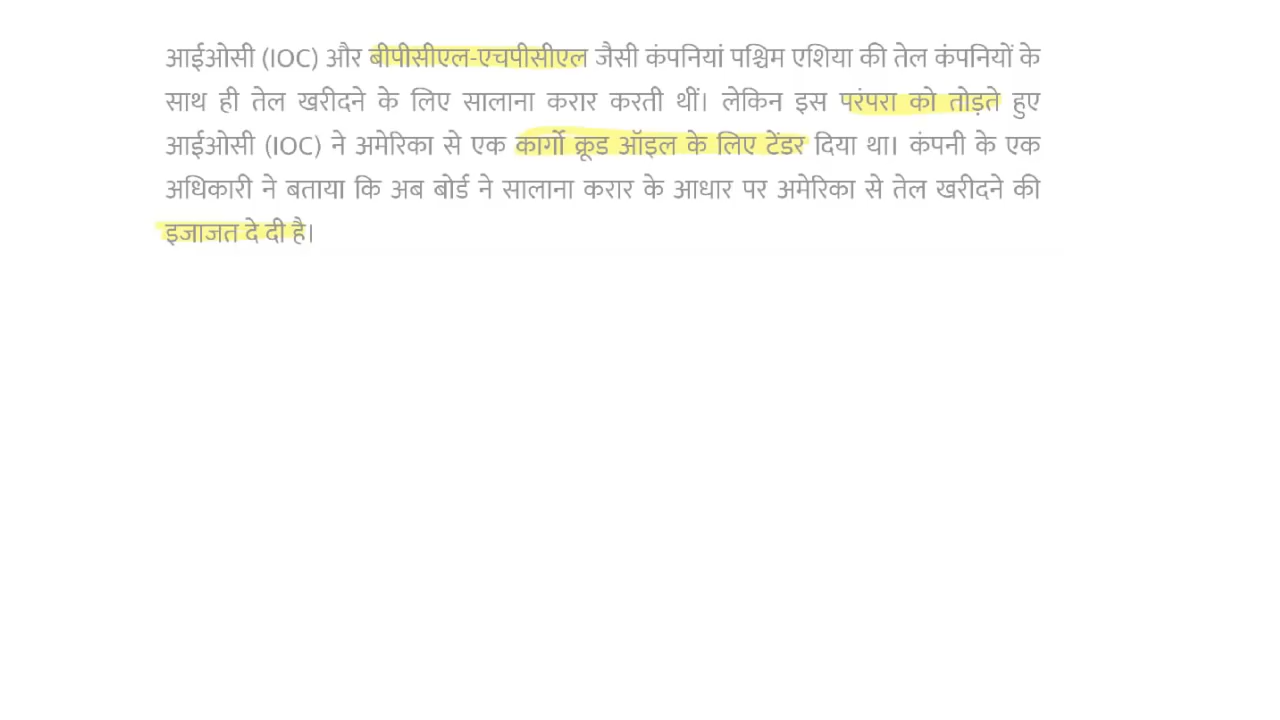 आईओसी (IOC) और बीपीसीएल-एचपीसीएल जैसी कंपनियां पश्चिम एशिया की तेल कंपनियों के
साथ ही तेल खरीदने के लिए सालाना करार करती थीं। लेकिन इस परंपरा को तोड़ते हुए
आईओसी (IOC) ने अमेरिका से एक कार्गो क्रूड ऑइल के लिए टेंडर दिया था। कंपनी के एक
अधिकारी ने बताया कि अब बोर्ड ने सालाना करार के आधार पर अमेरिका से तेल खरीदने की
इजाजत दे दी है।